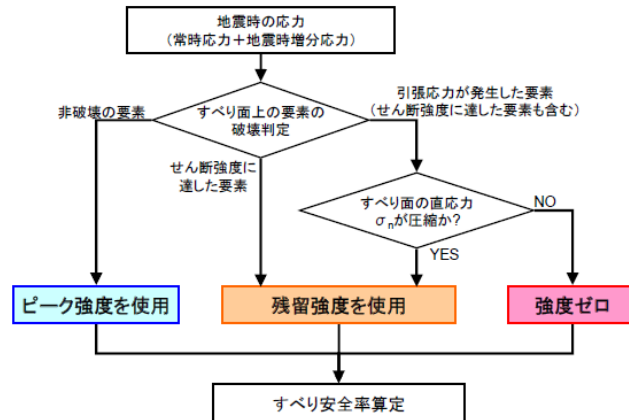 地震時の応力
（常時応力＋地震時増分応力）
非破壊の要素
すべり面上の要素の
破壊判定
引張応力が発生した要素
（せん断強度に達した要素も含む）
せん断強度に
達した要素
すべり面の直応力
σnが圧縮か?
NO
YES
ピーク強度を使用
残留強度を使用
強度ゼロ
すべり安全率算定